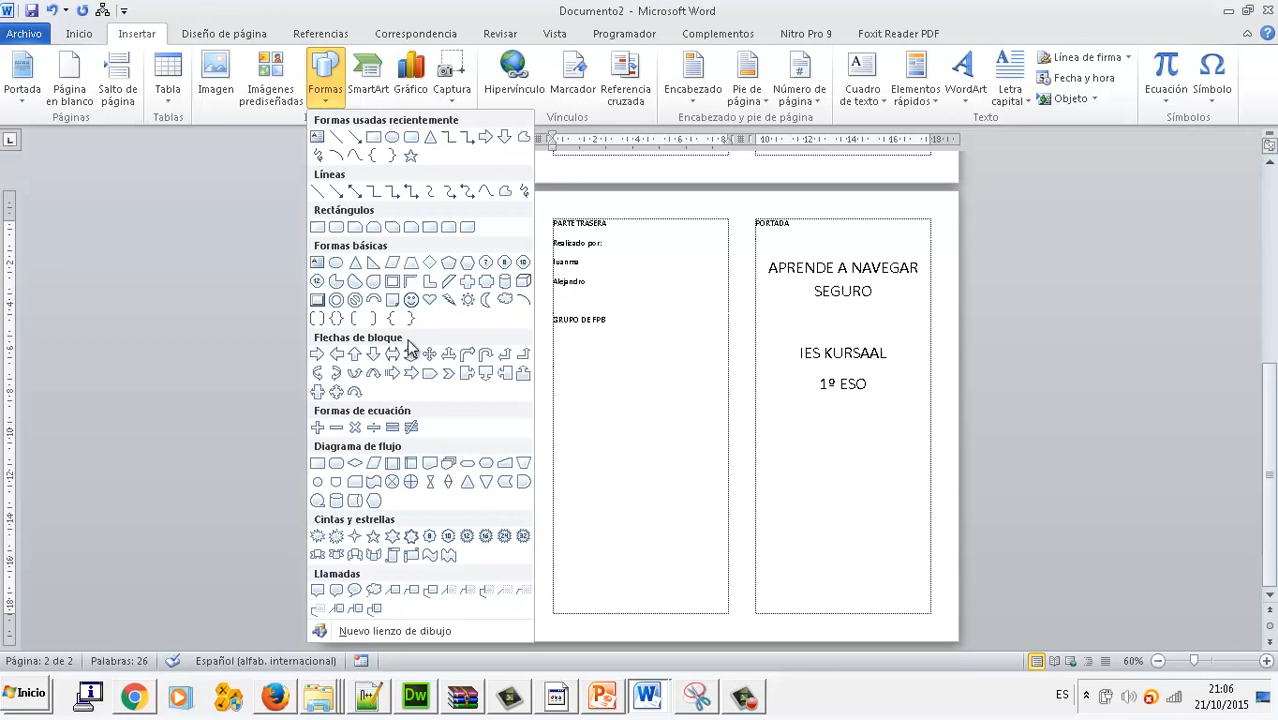 Documento2 - Microsoft Word
Archivo Inicio Insertar Diseño de página Referencias Correspondencia Revisar Vista Programador Complementos Nitro Pro 9 Foxit Reader PDF
Portada Página en blanco Salto de página Tabla Imagen Imágenes prediseñadas Formas SmartArt Gráfico Captura Hipervínculo Marcador Referencia cruzada Encabezado Pie de página Número de página Cuadro de texto Elementos rápidos WordArt Letra capital Ecuación Símbolo
Línea de firma
Fecha y hora
Objeto
Páginas Tablas Vínculos Encabezado y pie de página Texto Símbolos
Formas usadas recientemente
Líneas
Rectángulos
Formas básicas
Flechas de bloque
Formas de ecuación
Diagrama de flujo
Cintas y estrellas
Llamadas
Nuevo lienzo de dibujo
PARTE TRASERA
Realizado por:
Juanma
Alejandro
GRUPO DE FPB
PORTADA
APRENDE A NAVEGAR
SEGURO
IES KURSAAL
1º ESO
Página: 2 de 2 Palabras: 26 Español (alfab. internacional) 60%
Inicio ES 21:06
21/10/2015